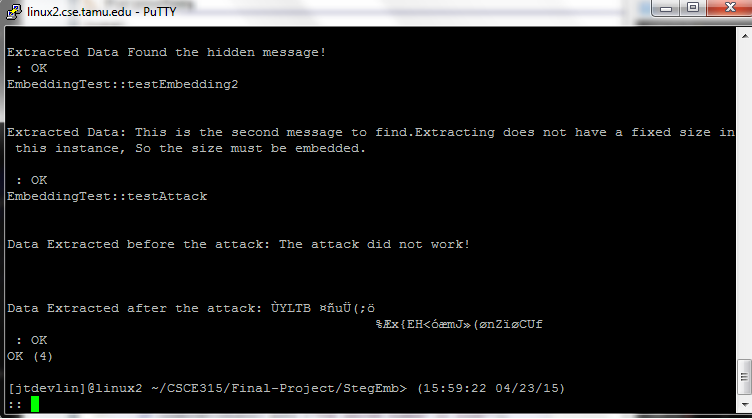 linux2.cse.tamu.edu - PuTTY
Extracted Data Found the hidden message!
: OK
EmbeddingTest::testEmbedding2
Extracted Data: This is the second message to find.Extracting does not have a fixed size in
this instance, So the size must be embedded.
: OK
EmbeddingTest::testAttack
Data Extracted before the attack: The attack did not work!
Data Extracted after the attack: ÙYLTB ¤ñuÜ(;ö
%Æx{EH<óæmJ»(ønZïøCUf
: OK
OK (4)
[jtdevlin]@linux2 ~/CSCE315/Final-Project/StegEmb> (15:59:22 04/23/15)
::